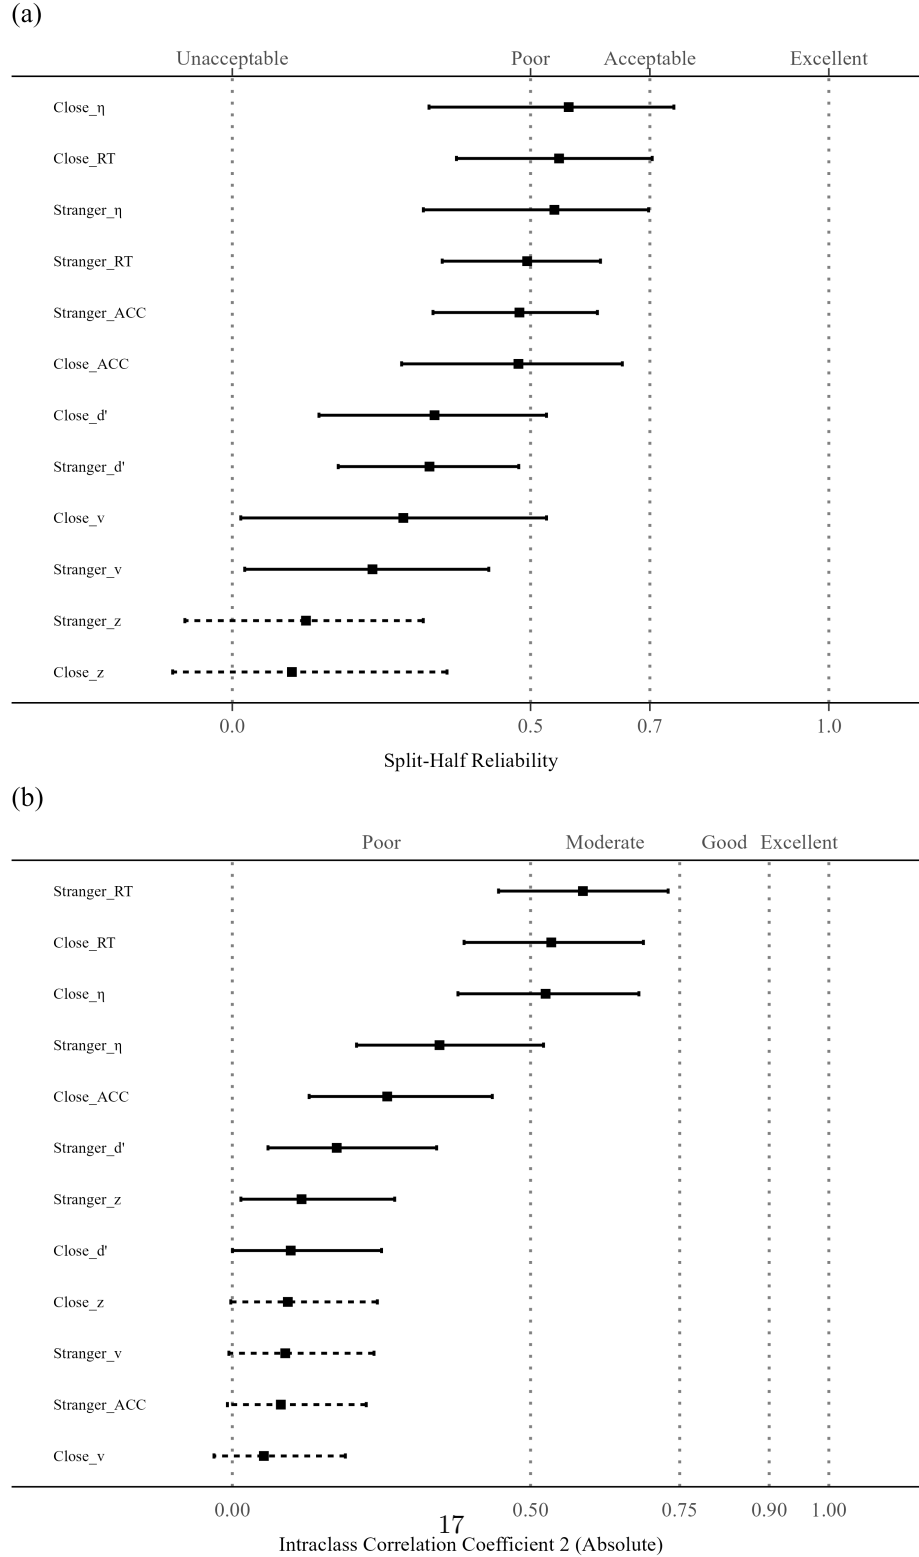 (a)
Unacceptable Poor Acceptable Excellent
Close_η
Close_RT
Stranger_η
Stranger_RT
Stranger_ACC
Close_ACC
Close_d'
Stranger_d'
Close_v
Stranger_v
Stranger_z
Close_z
0.0 0.5 0.7 1.0
Split-Half Reliability
(b)
Poor Moderate Good Excellent
Stranger_RT
Close_RT
Close_η
Stranger_η
Close_ACC
Stranger_d'
Stranger_z
Close_d'
Close_z
Stranger_v
Stranger_ACC
Close_v
0.00 0.50 0.75 0.90 1.00
17
Intraclass Correlation Coefficient 2 (Absolute)